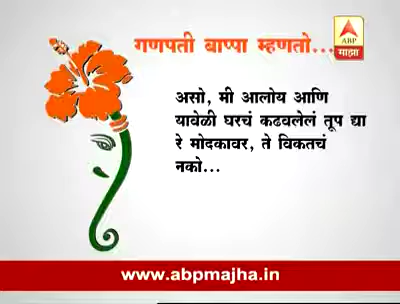 गणपती बाप्पा म्हणतो...
abp
माझा
असो, मी आलोय आणि
यावेळी घरचं कढवलेलं तूप द्या
रे मोदकावर, ते विकतचं
नको...
www.abpmajha.in